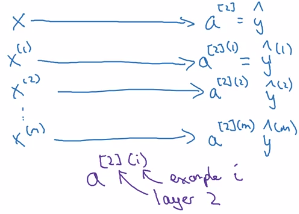 x ⟶ a^[2] = ŷ
x^(1) ⟶ a^[2](1) = ŷ^(1)
x^(2) ⟶ a^[2](2) ŷ^(2)
⋮
x^(m) ⟶ a^[2](m) ŷ^(m)
a^[2](i) example i
layer 2